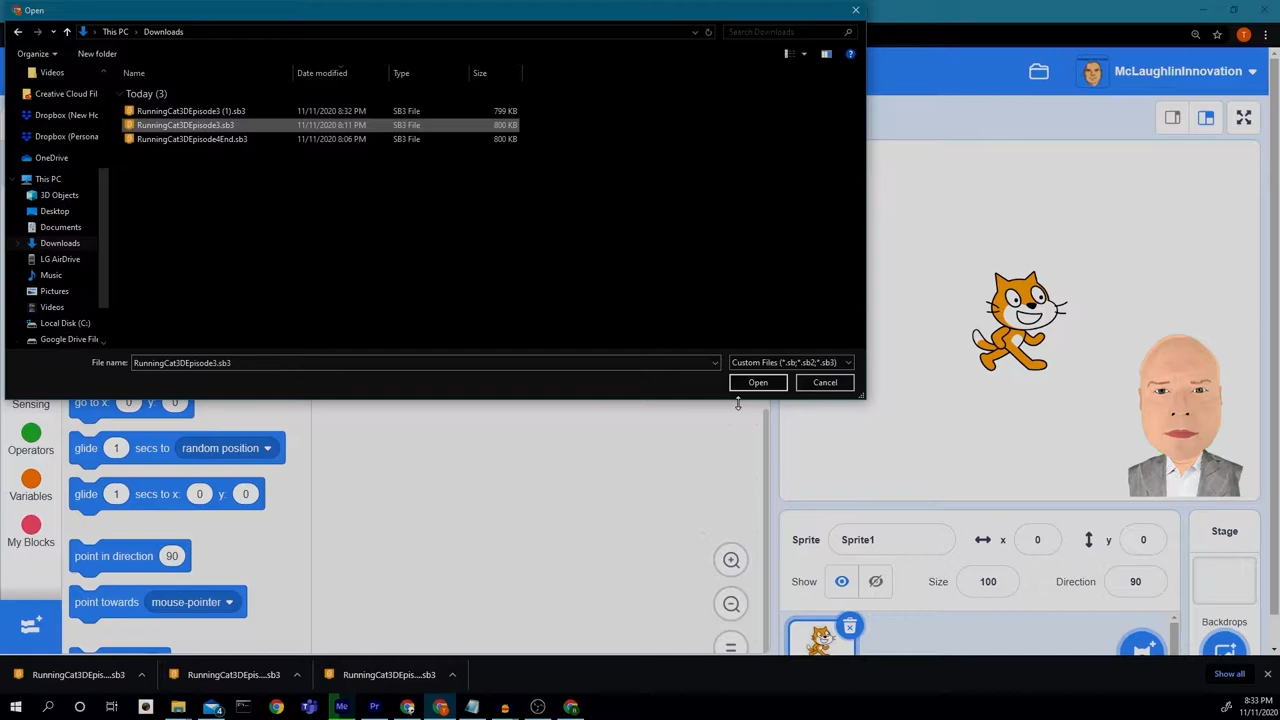 Open
This PC Downloads
Search Downloads
Organize New folder
Name Date modified Type Size
Videos
Creative Cloud Fil
Dropbox (New Hc
Dropbox (Persona
OneDrive
This PC
3D Objects
Desktop
Documents
Downloads
LG AirDrive
Music
Pictures
Videos
Local Disk (C:)
Google Drive File
Today (3)
RunningCat3DEpisode3 (1).sb3 11/11/2020 8:32 PM SB3 File 799 KB
RunningCat3DEpisode3.sb3 11/11/2020 8:11 PM SB3 File 800 KB
RunningCat3DEpisode4End.sb3 11/11/2020 8:06 PM SB3 File 800 KB
File name: RunningCat3DEpisode3.sb3 Custom Files (*.sb;*.sb2;*.sb3)
Open Cancel
T
McLaughlinInnovation
Sensing
Operators
Variables
My Blocks
go to x: 0 y: 0
glide 1 secs to random position
glide 1 secs to x: 0 y: 0
point in direction 90
point towards mouse-pointer
Sprite Sprite1 x 0 y 0
Show Size 100 Direction 90
Stage
Backdrops
RunningCat3DEpis....sb3 RunningCat3DEpis....sb3 RunningCat3DEpis....sb3 Show all
4 Me Pr T
8:33 PM
11/11/2020